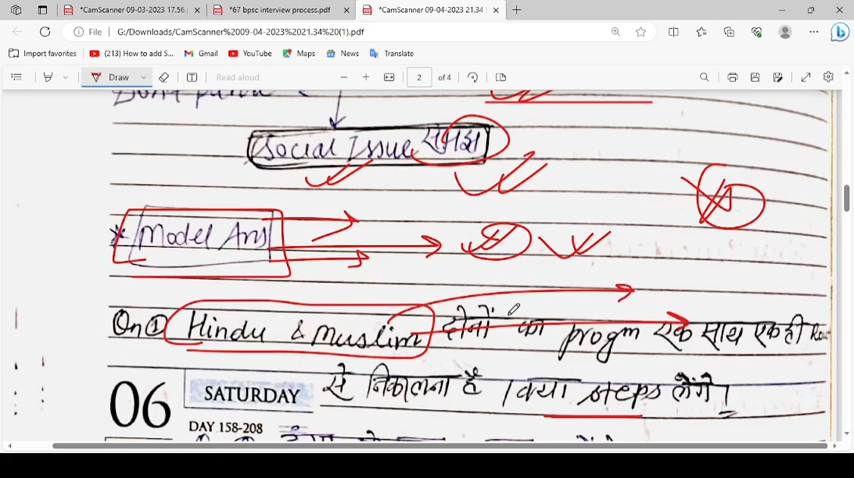 *CamScanner 09-03-2023 17.56.p
*67 bpsc interview process.pdf
*CamScanner 09-04-2023 21.34
File
G:/Downloads/CamScanner%2009-04-2023%2021.34%20(1).pdf
Import favorites
(213) How to add S...
Gmail
YouTube
Maps
News
Translate
Draw
Read aloud
2
of 4
Social Issue समझ
* Model Ans
Qn ① Hindu & Muslim दोनों का progm एक साथ एक ही
06
SATURDAY
से निकालना है । क्या steps लेंगे।
DAY 158-208